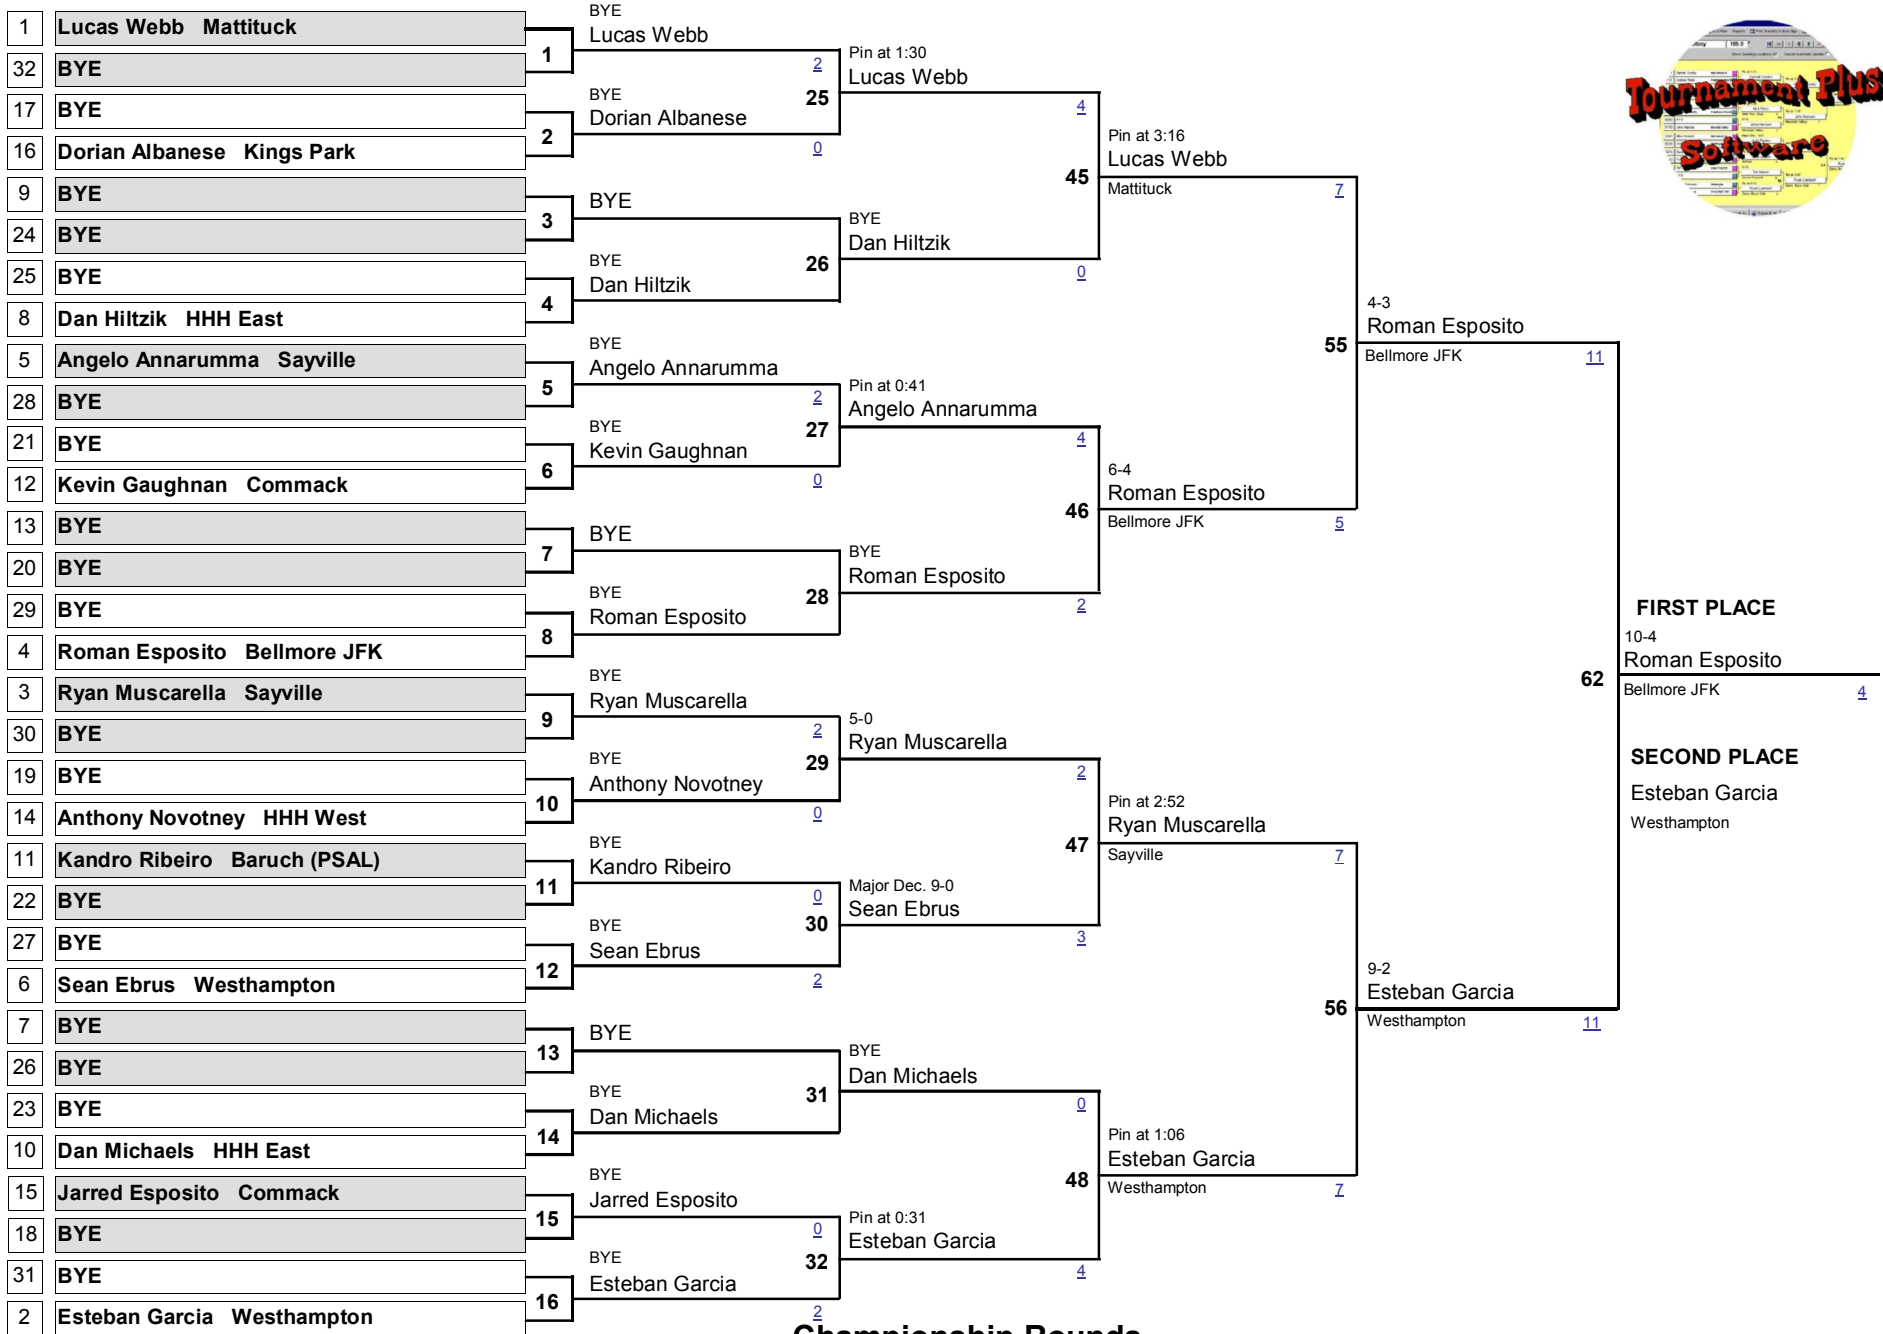 1 Lucas Webb Mattituck
32 BYE
17 BYE
16 Dorian Albanese Kings Park
9 BYE
24 BYE
25 BYE
8 Dan Hiltzik HHH East
5 Angelo Annarumma Sayville
28 BYE
21 BYE
12 Kevin Gaughnan Commack
13 BYE
20 BYE
29 BYE
4 Roman Esposito Bellmore JFK
3 Ryan Muscarella Sayville
30 BYE
19 BYE
14 Anthony Novotney HHH West
11 Kandro Ribeiro Baruch (PSAL)
22 BYE
27 BYE
6 Sean Ebrus Westhampton
7 BYE
26 BYE
23 BYE
10 Dan Michaels HHH East
15 Jarred Esposito Commack
18 BYE
31 BYE
2 Esteban Garcia Westhampton
1
2
3
4
5
6
7
8
9
10
11
12
13
14
15
16
BYE
Lucas Webb
2
BYE
Dorian Albanese
0
BYE
BYE
Dan Hiltzik
BYE
Angelo Annarumma
2
BYE
Kevin Gaughnan
0
BYE
BYE
Roman Esposito
BYE
Ryan Muscarella
2
BYE
Anthony Novotney
0
BYE
Kandro Ribeiro
0
BYE
Sean Ebrus
2
BYE
BYE
Dan Michaels
BYE
Jarred Esposito
0
BYE
Esteban Garcia
2
25
26
27
28
29
30
31
32
Pin at 1:30
Lucas Webb
4
BYE
Dan Hiltzik
0
Pin at 0:41
Angelo Annarumma
4
BYE
Roman Esposito
2
5-0
Ryan Muscarella
2
Major Dec. 9-0
Sean Ebrus
3
BYE
Dan Michaels
0
Pin at 0:31
Esteban Garcia
4
45
46
47
48
Pin at 3:16
Lucas Webb
Mattituck 7
6-4
Roman Esposito
Bellmore JFK 5
Pin at 2:52
Ryan Muscarella
Sayville 7
Pin at 1:06
Esteban Garcia
Westhampton 7
55
56
4-3
Roman Esposito
Bellmore JFK 11
9-2
Esteban Garcia
Westhampton 11
62
FIRST PLACE
10-4
Roman Esposito
Bellmore JFK 4
SECOND PLACE
Esteban Garcia
Westhampton
Tournament Plus
Software
Championship Rounds